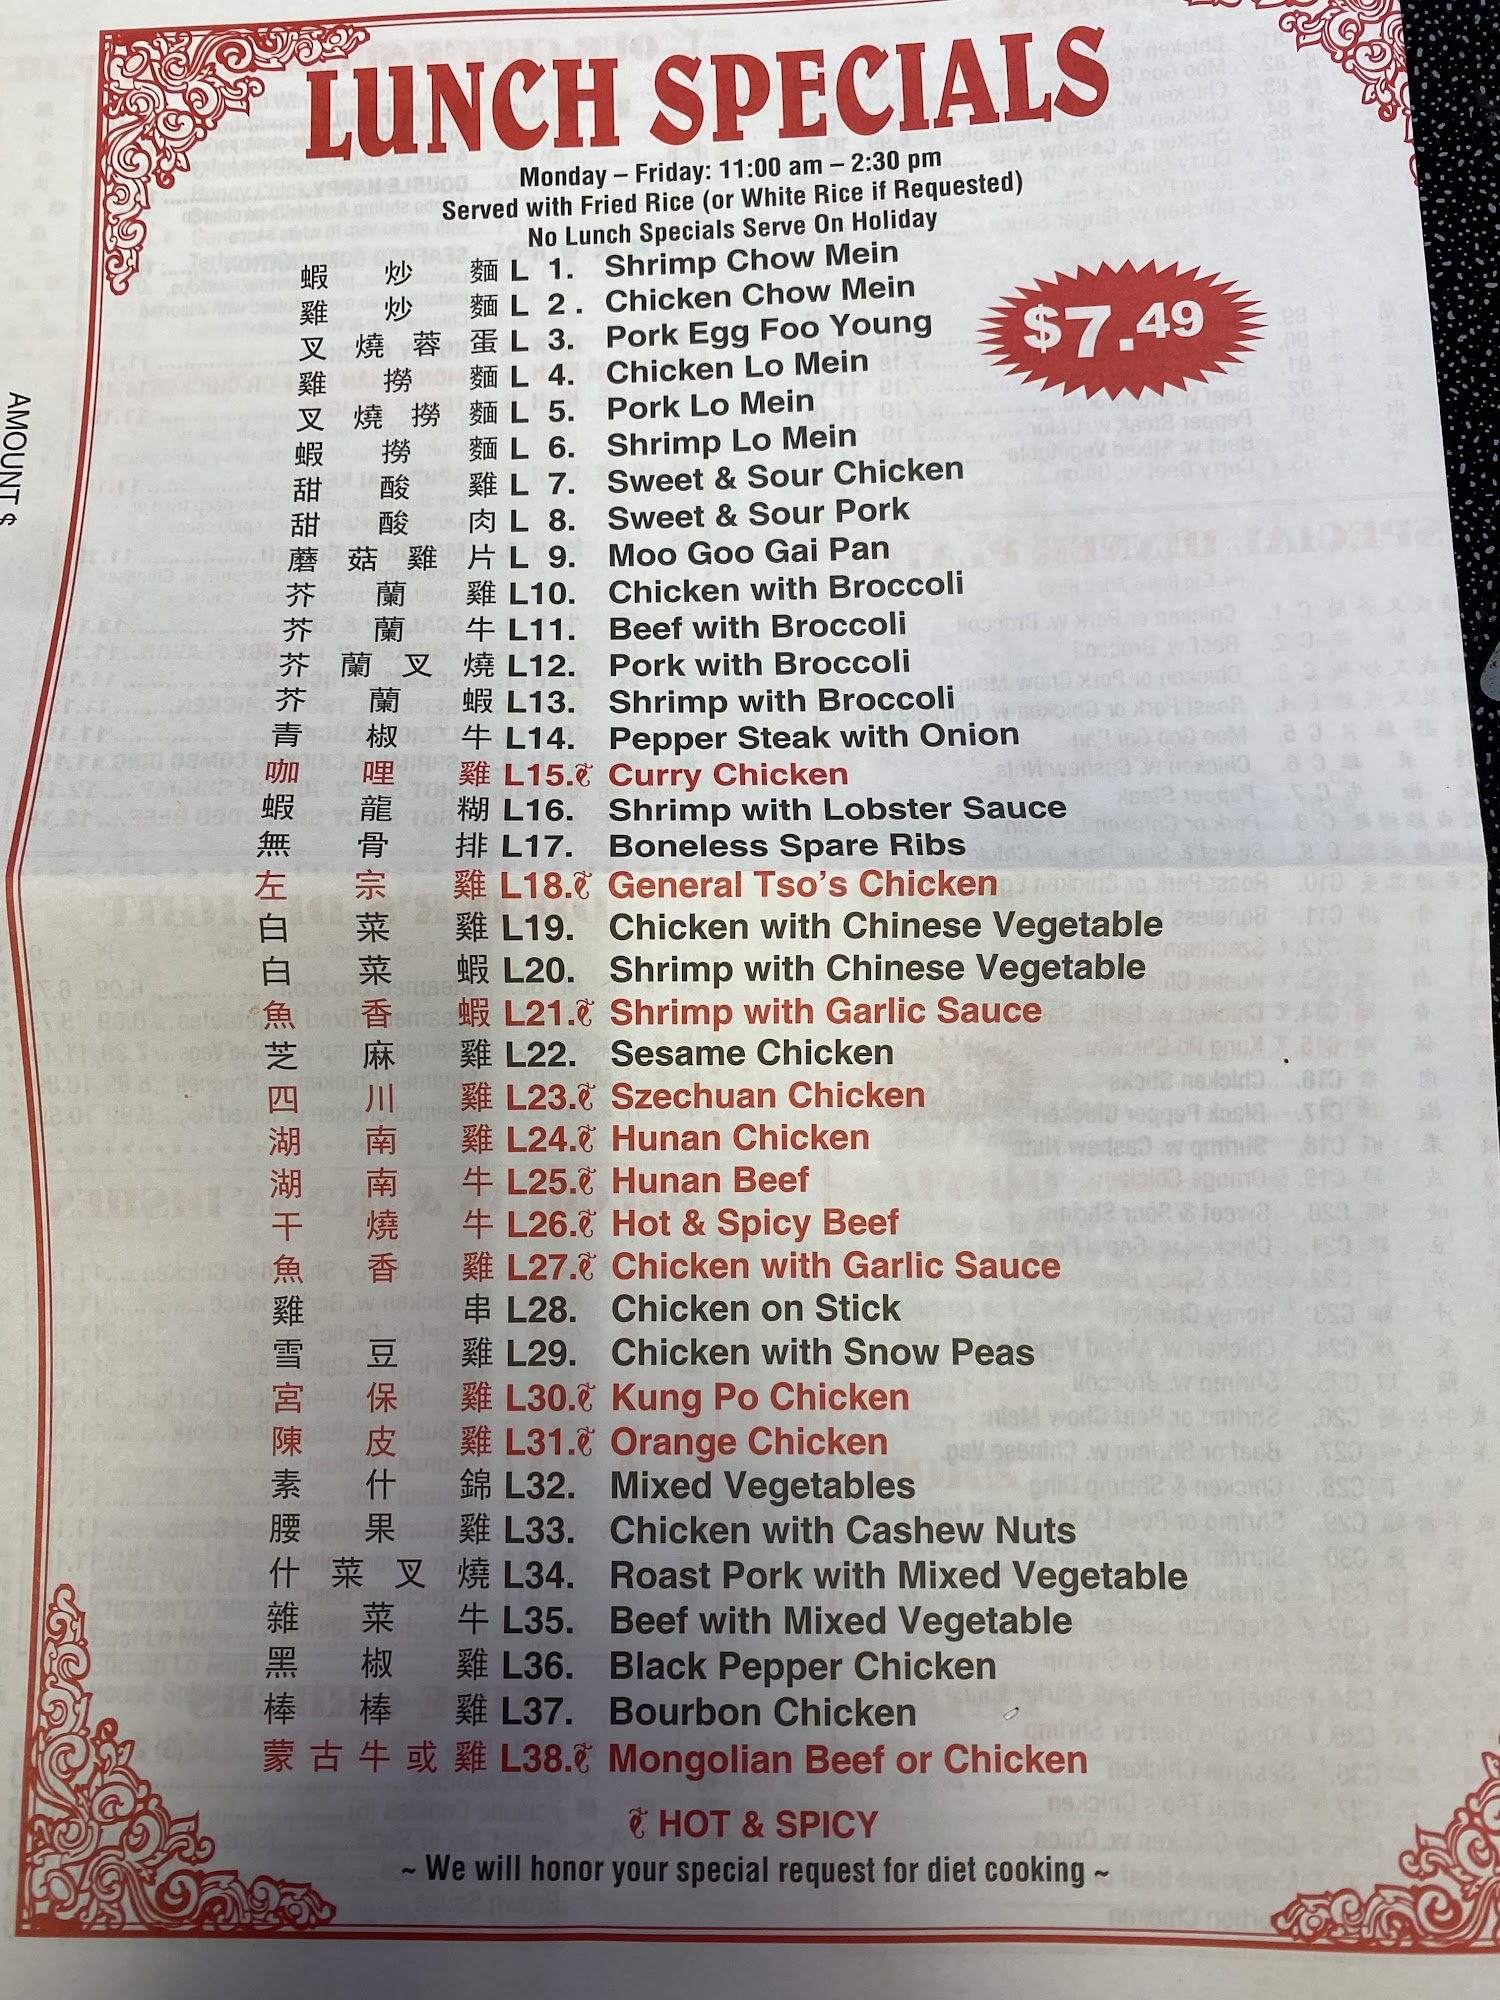 LUNCH SPECIALS
Monday – Friday: 11:00 am – 2:30 pm
Served with Fried Rice (or White Rice if Requested)
No Lunch Specials Serve On Holiday
$7.49
蝦 炒 麵 L 1. Shrimp Chow Mein
雞 炒 麵 L 2. Chicken Chow Mein
叉 燒 蓉 蛋 L 3. Pork Egg Foo Young
雞 撈 麵 L 4. Chicken Lo Mein
叉 燒 撈 麵 L 5. Pork Lo Mein
蝦 撈 麵 L 6. Shrimp Lo Mein
甜 酸 雞 L 7. Sweet & Sour Chicken
甜 酸 肉 L 8. Sweet & Sour Pork
蘑 菇 雞 片 L 9. Moo Goo Gai Pan
芥 蘭 雞 L10. Chicken with Broccoli
芥 蘭 牛 L11. Beef with Broccoli
芥 蘭 叉 燒 L12. Pork with Broccoli
芥 蘭 蝦 L13. Shrimp with Broccoli
青 椒 牛 L14. Pepper Steak with Onion
咖 哩 雞 L15. Curry Chicken
蝦 龍 糊 L16. Shrimp with Lobster Sauce
無 骨 排 L17. Boneless Spare Ribs
左 宗 雞 L18. General Tso's Chicken
白 菜 雞 L19. Chicken with Chinese Vegetable
白 菜 蝦 L20. Shrimp with Chinese Vegetable
魚 香 蝦 L21. Shrimp with Garlic Sauce
芝 麻 雞 L22. Sesame Chicken
四 川 雞 L23. Szechuan Chicken
湖 南 雞 L24. Hunan Chicken
湖 南 牛 L25. Hunan Beef
干 燒 牛 L26. Hot & Spicy Beef
魚 香 雞 L27. Chicken with Garlic Sauce
雞 串 L28. Chicken on Stick
雪 豆 雞 L29. Chicken with Snow Peas
宮 保 雞 L30. Kung Po Chicken
陳 皮 雞 L31. Orange Chicken
素 什 錦 L32. Mixed Vegetables
腰 果 雞 L33. Chicken with Cashew Nuts
什 菜 叉 燒 L34. Roast Pork with Mixed Vegetable
雜 菜 牛 L35. Beef with Mixed Vegetable
黑 椒 雞 L36. Black Pepper Chicken
棒 棒 雞 L37. Bourbon Chicken
蒙 古 牛 或 雞 L38. Mongolian Beef or Chicken
HOT & SPICY
~ We will honor your special request for diet cooking ~
AMOUNT $